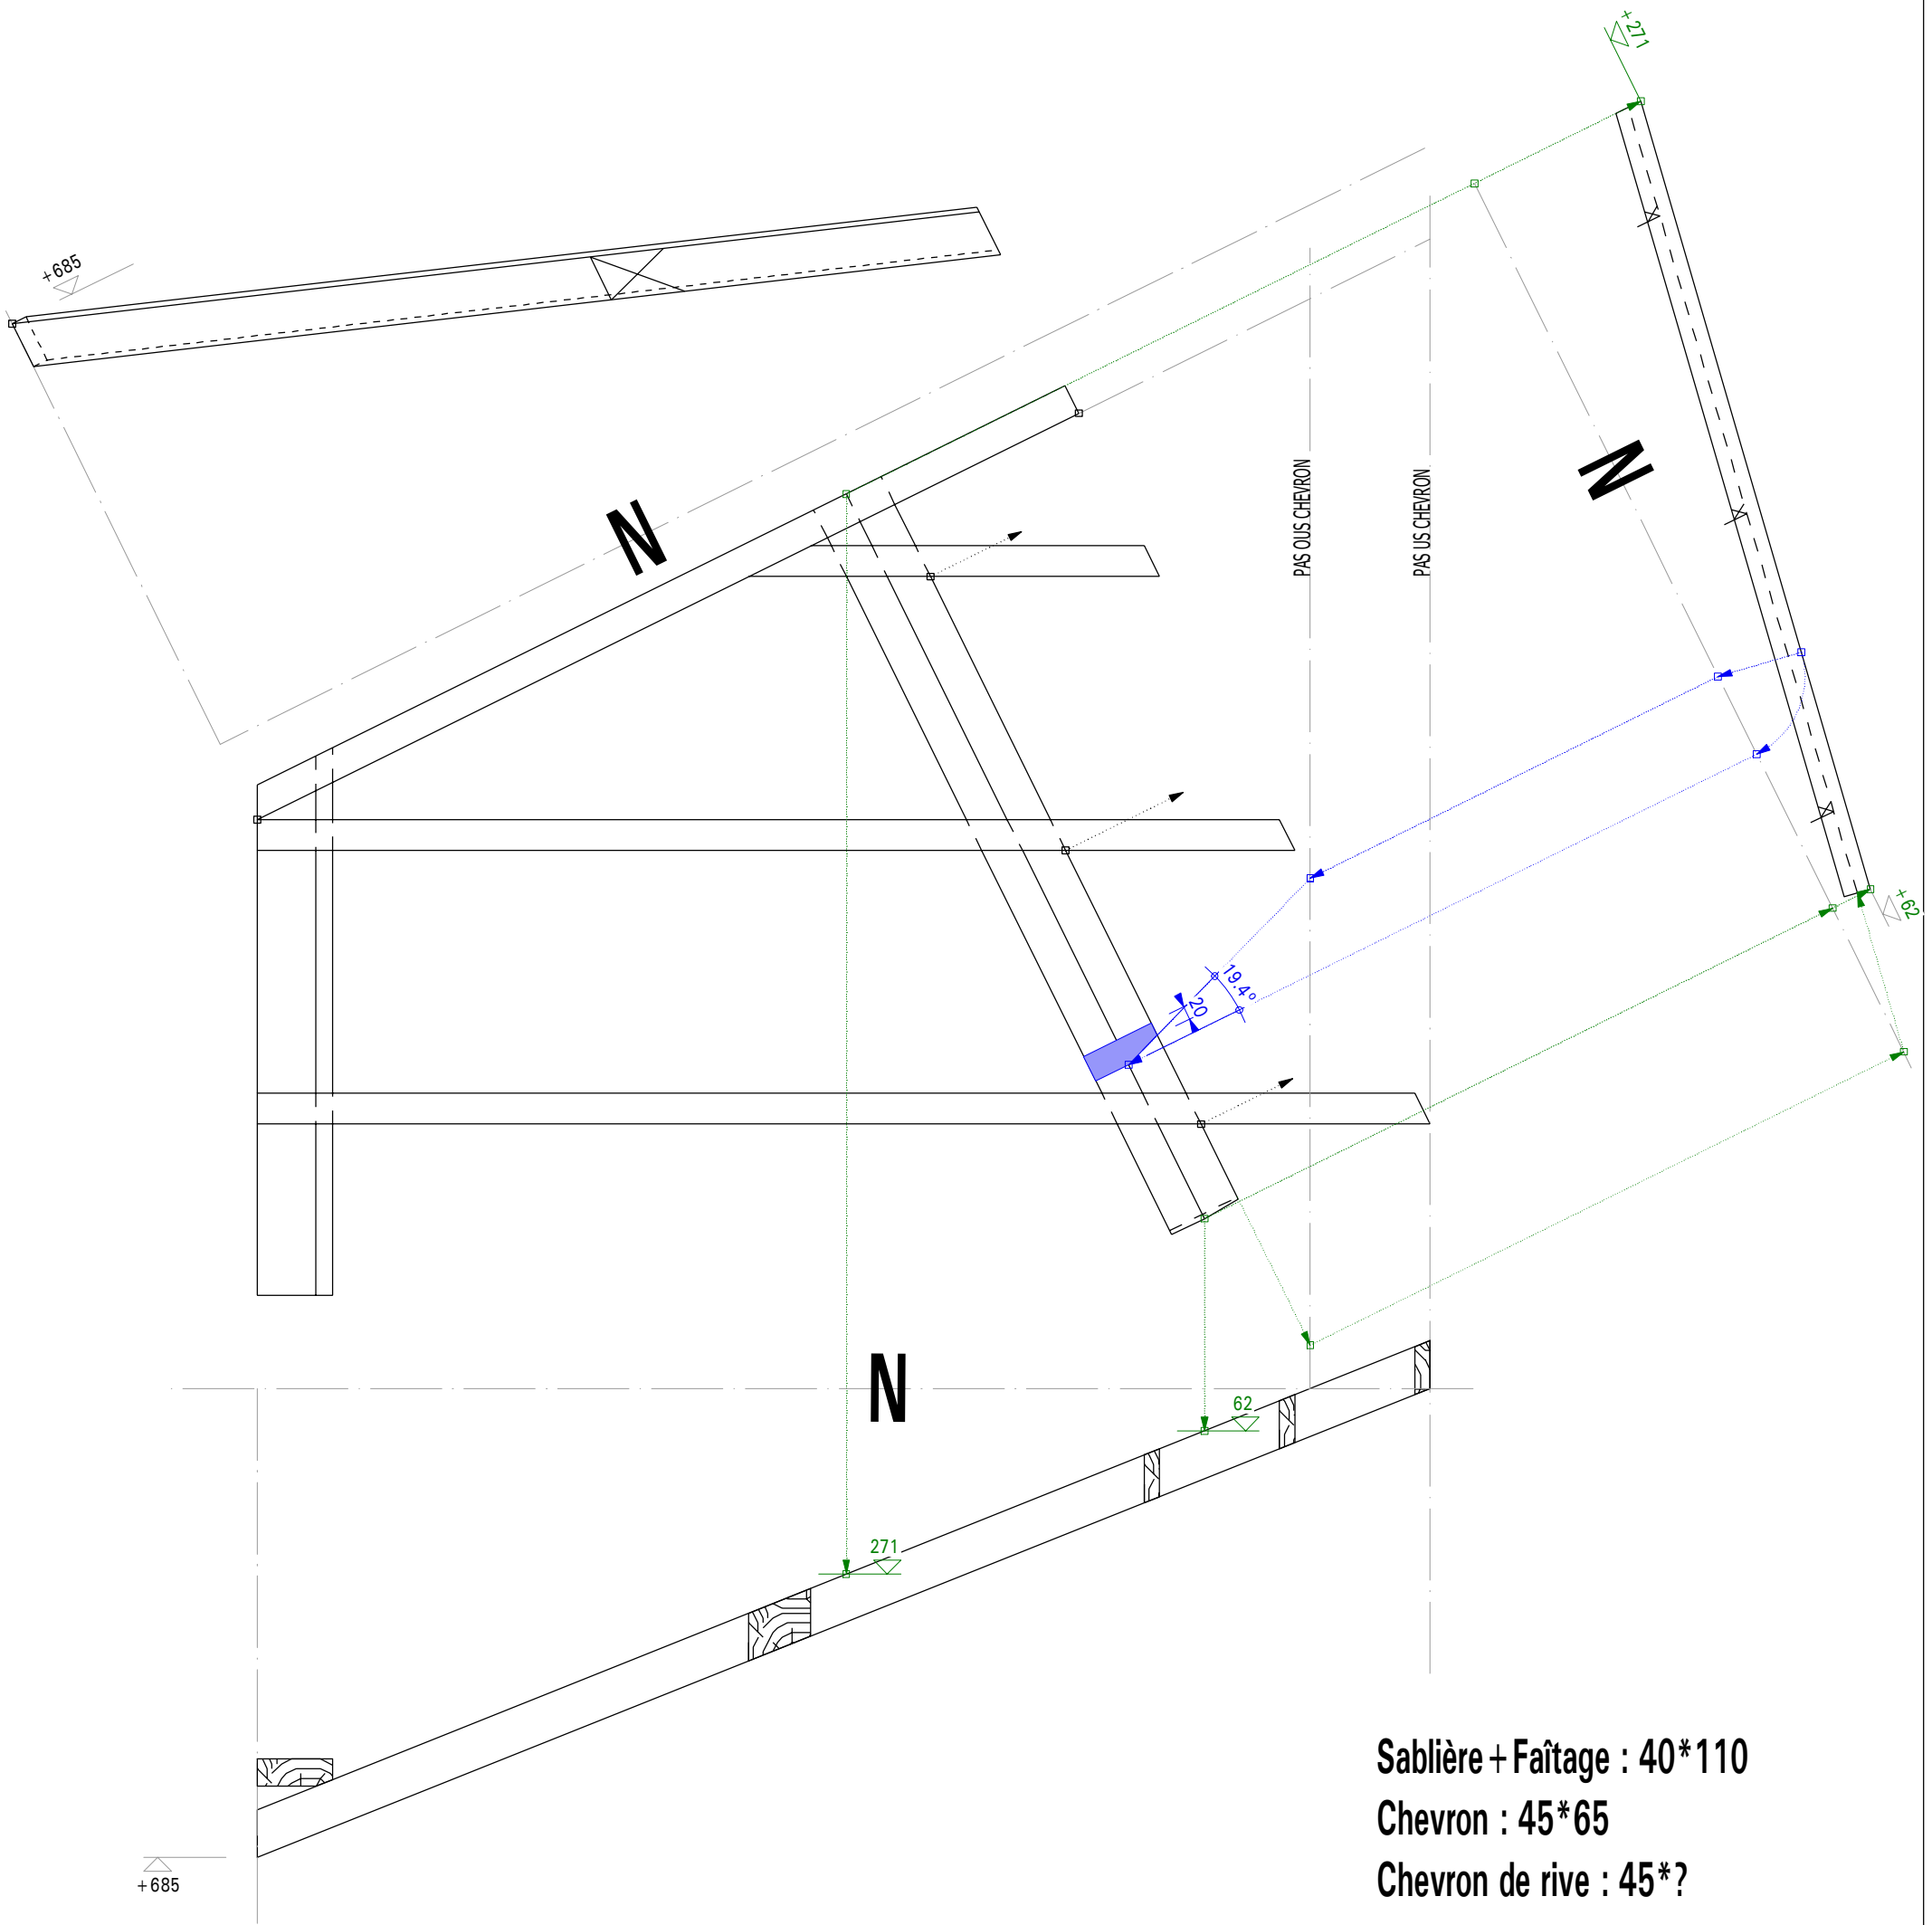 +271
+685
N
N
PAS OUS CHEVRON
PAS US CHEVRON
+62
19.4°
20
N
62
271
+685
Sablière + Faîtage : 40*110
Chevron : 45*65
Chevron de rive : 45*?